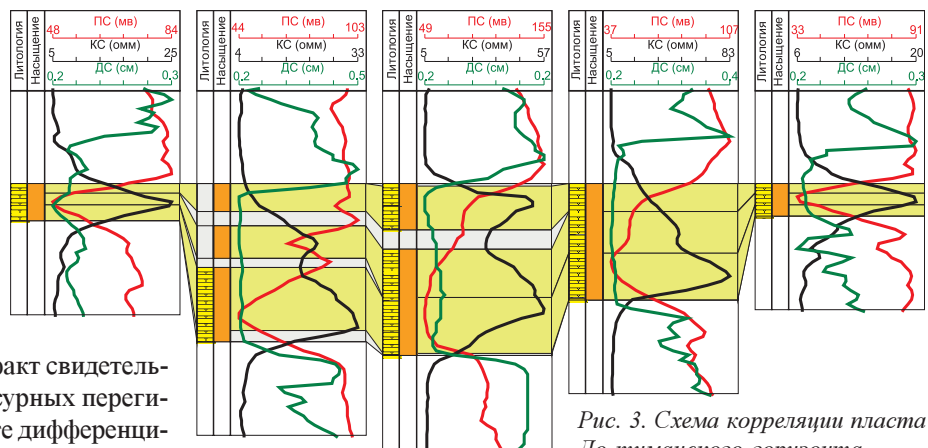 Литология
Насыщение
ПС (мв)
48 84
КС (омм)
5 25
ДС (см)
0,2 0,3
Литология
Насыщение
ПС (мв)
44 103
КС (омм)
4 33
ДС (см)
0,2 0,5
Литология
Насыщение
ПС (мв)
49 155
КС (омм)
5 57
ДС (см)
0,2 0,2
Литология
Насыщение
ПС (мв)
37 107
КС (омм)
5 83
ДС (см)
0,2 0,4
Литология
Насыщение
ПС (мв)
33 91
КС (омм)
6 20
ДС (см)
0,2 0,3
факт свидетель-
сурных переги-
те дифференци-
Рис. 3. Схема корреляции пласта